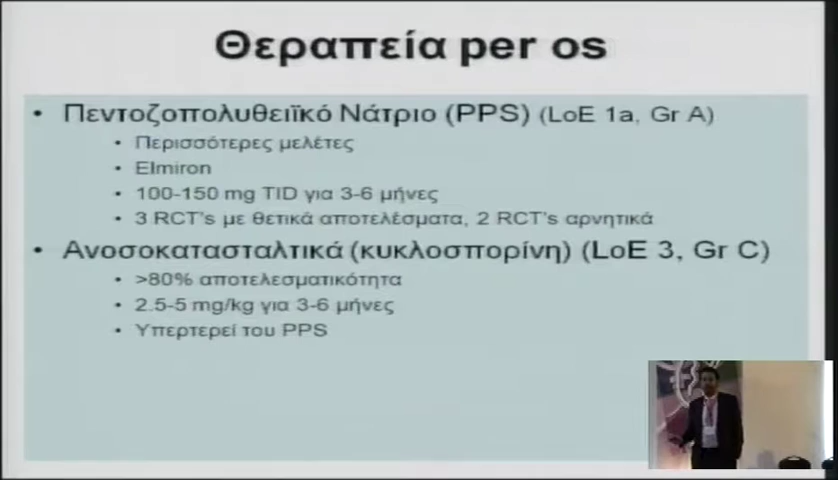 Θεραπεία per os
• Πεντοζοπολυθειϊκό Νάτριο (PPS) (LoE 1a, Gr A)
• Περισσότερες μελέτες
• Elmiron
• 100-150 mg TID για 3-6 μήνες
• 3 RCT's με θετικά αποτελέσματα, 2 RCT's αρνητικά
• Ανοσοκατασταλτικά (κυκλοσπορίνη) (LoE 3, Gr C)
• >80% αποτελεσματικότητα
• 2.5-5 mg/kg για 3-6 μήνες
• Υπερτερεί του PPS